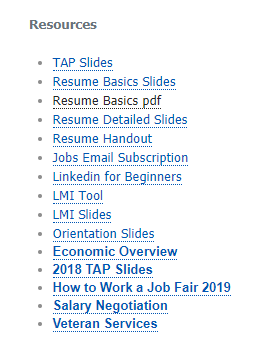 Resources
TAP Slides
Resume Basics Slides
Resume Basics pdf
Resume Detailed Slides
Resume Handout
Jobs Email Subscription
Linkedin for Beginners
LMI Tool
LMI Slides
Orientation Slides
Economic Overview
2018 TAP Slides
How to Work a Job Fair 2019
Salary Negotiation
Veteran Services